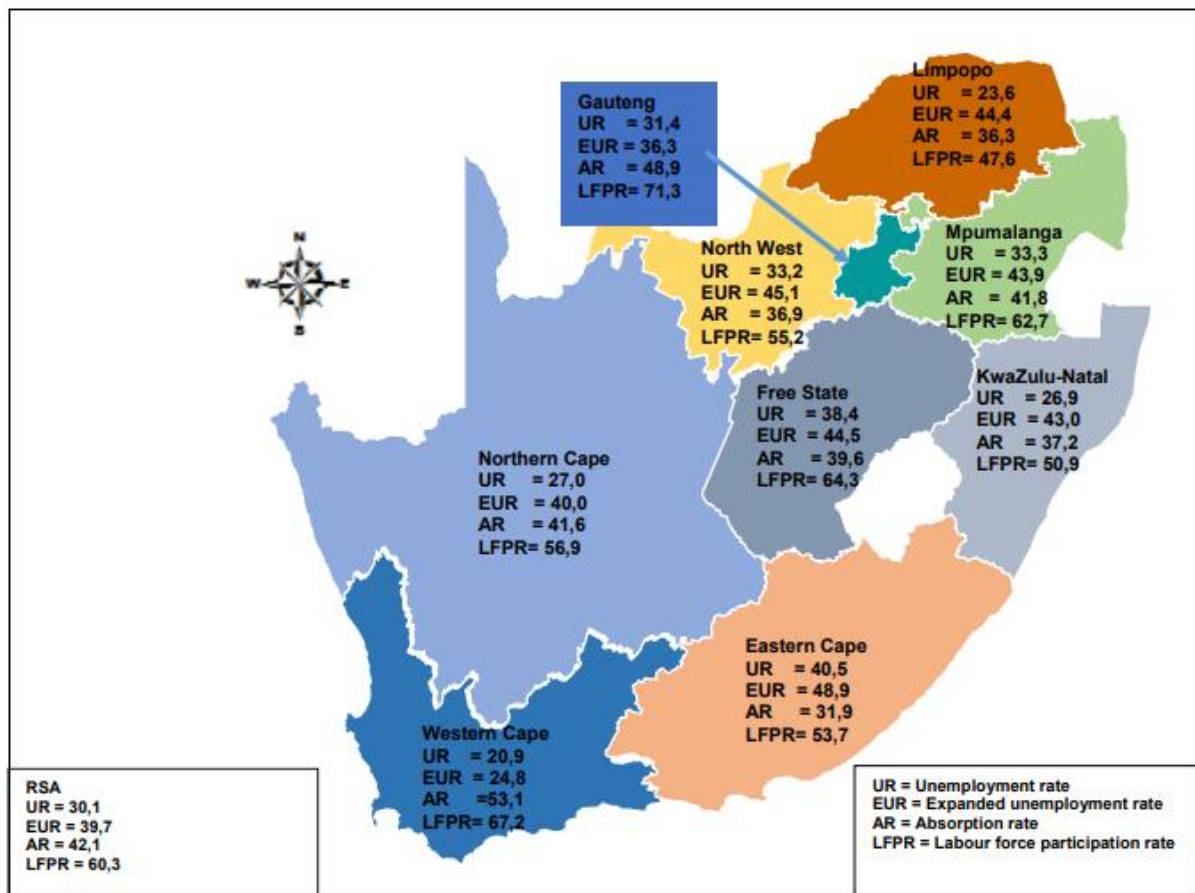 Limpopo
UR = 23,6
EUR = 44,4
AR = 36,3
LFPR= 47,6
Gauteng
UR = 31,4
EUR = 36,3
AR = 48,9
LFPR= 71,3
Mpumalanga
UR = 33,3
EUR = 43,9
AR = 41,8
LFPR= 62,7
North West
UR = 33,2
EUR = 45,1
AR = 36,9
LFPR= 55,2
N
W E
S
KwaZulu-Natal
UR = 26,9
EUR = 43,0
AR = 37,2
LFPR= 50,9
Free State
UR = 38,4
EUR = 44,5
AR = 39,6
LFPR= 64,3
Northern Cape
UR = 27,0
EUR = 40,0
AR = 41,6
LFPR= 56,9
Eastern Cape
UR = 40,5
EUR = 48,9
AR = 31,9
LFPR= 53,7
Western Cape
UR = 20,9
EUR = 24,8
AR =53,1
LFPR= 67,2
RSA
UR = 30,1
EUR = 39,7
AR = 42,1
LFPR = 60,3
UR = Unemployment rate
EUR = Expanded unemployment rate
AR = Absorption rate
LFPR = Labour force participation rate